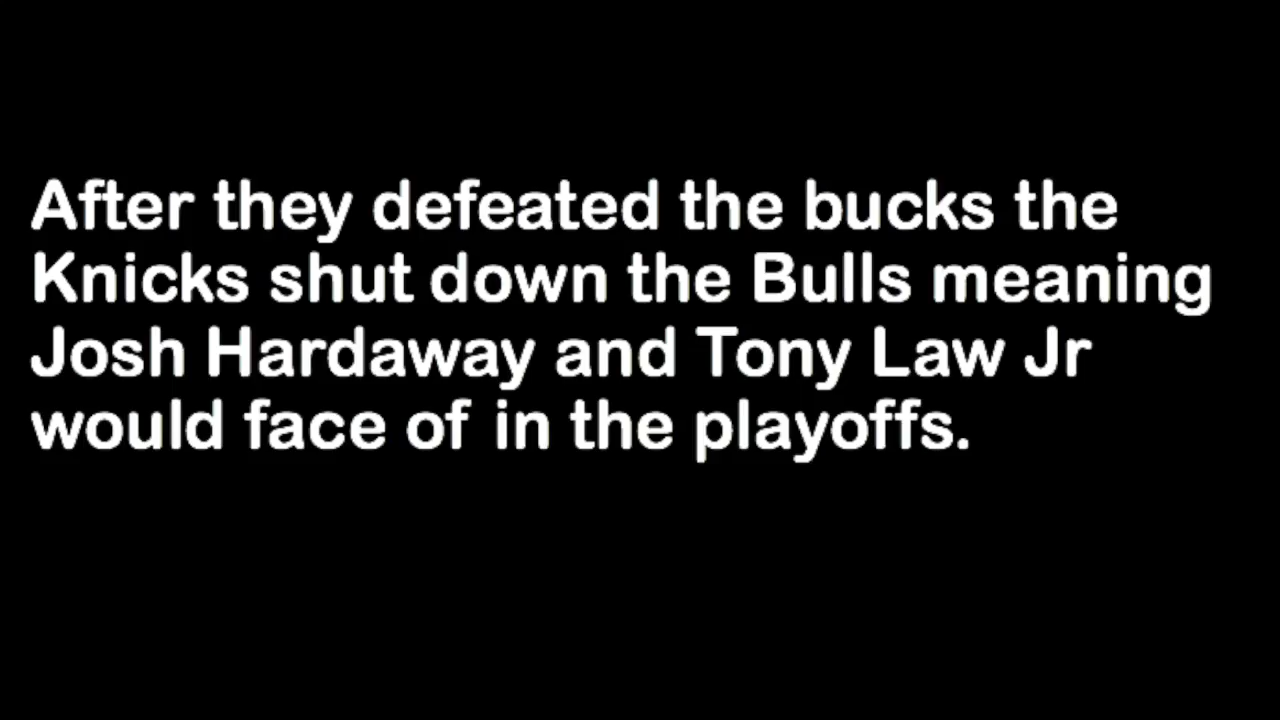 After they defeated the bucks the
Knicks shut down the Bulls meaning
Josh Hardaway and Tony Law Jr
would face of in the playoffs.